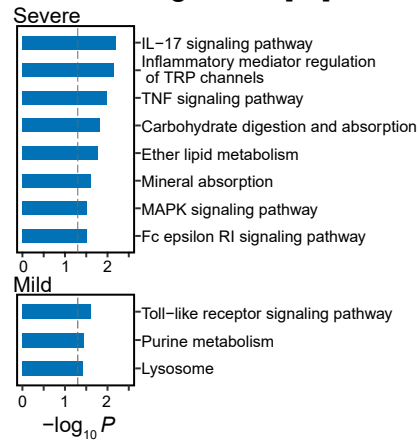 Severe
IL−17 signaling pathway
Inflammatory mediator regulation
of TRP channels
TNF signaling pathway
Carbohydrate digestion and absorption
Ether lipid metabolism
Mineral absorption
MAPK signaling pathway
Fc epsilon RI signaling pathway
0 1 2
Mild
Toll−like receptor signaling pathway
Purine metabolism
Lysosome
0 1 2
−log10 P